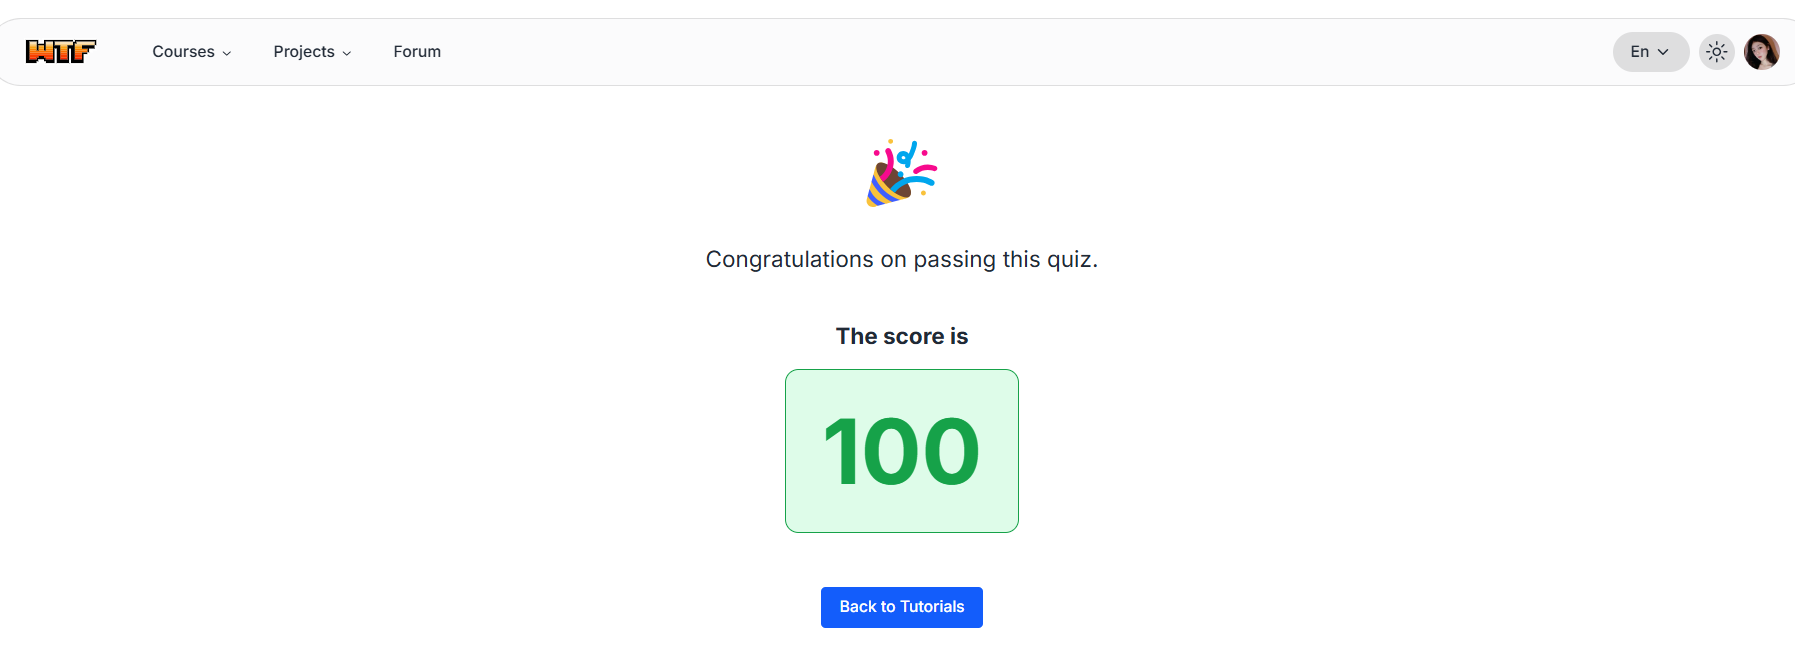 WTF
Courses
Projects
Forum
En
Congratulations on passing this quiz.
The score is
100
Back to Tutorials